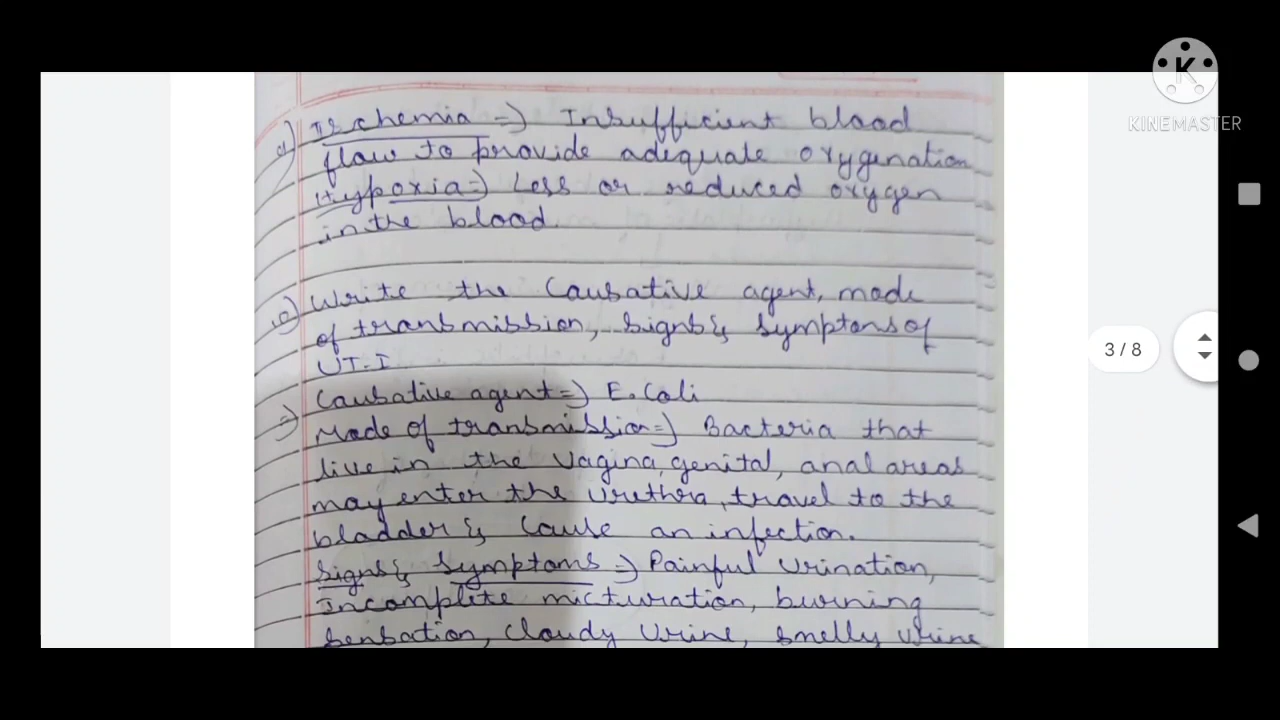 9) Ischemia => Insufficient blood
flow to provide adequate oxygenation
Hypoxia => Less or reduced oxygen
in the blood.
10) Write the Causative agent, mode
of transmission, signs & symptoms of
UT.I
=> Causative agent => E. Coli
Mode of transmission => Bacteria that
live in the vagina, genital, anal areas
may enter the urethra, travel to the
bladder & cause an infection.
Signs & Symptoms => Painful urination,
Incomplete micturation, burning
sensation, cloudy urine, smelly urine
3 / 8
K
KINEMASTER